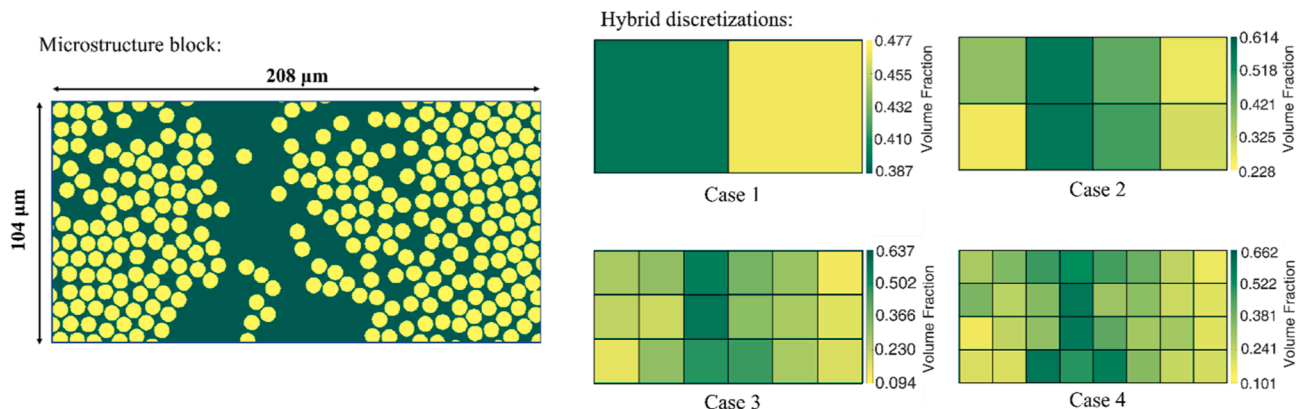 Microstructure block:
208 μm
104 μm
Hybrid discretizations:
0.477
0.455
0.432
0.410
0.387
Volume Fraction
Case 1
0.614
0.518
0.421
0.325
0.228
Volume Fraction
Case 2
0.637
0.502
0.366
0.230
0.094
Volume Fraction
Case 3
0.662
0.522
0.381
0.241
0.101
Volume Fraction
Case 4